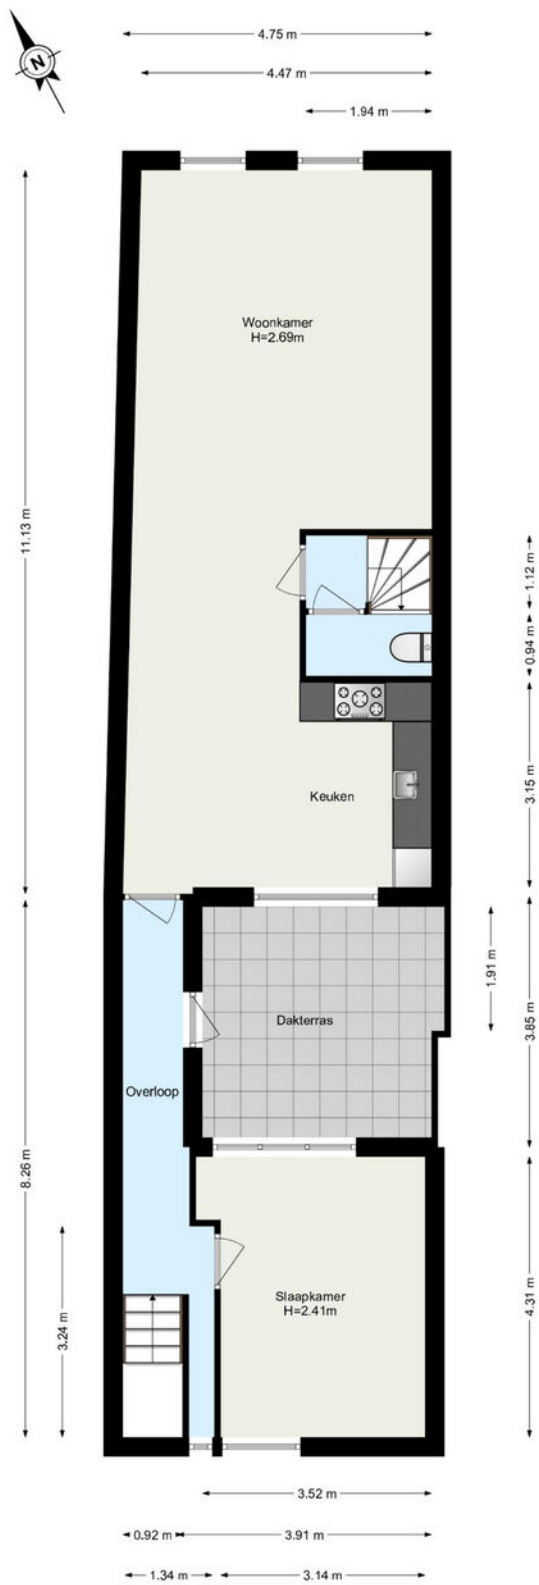 4.75 m
4.47 m
N
1.94 m
Woonkamer
H=2.69m
11.13 m
1.12 m
0.94 m
3.15 m
Keuken
1.91 m
Dakterras
3.85 m
Overloop
8.26 m
Slaapkamer
H=2.41m
4.31 m
3.24 m
3.52 m
0.92 m
3.91 m
1.34 m
3.14 m